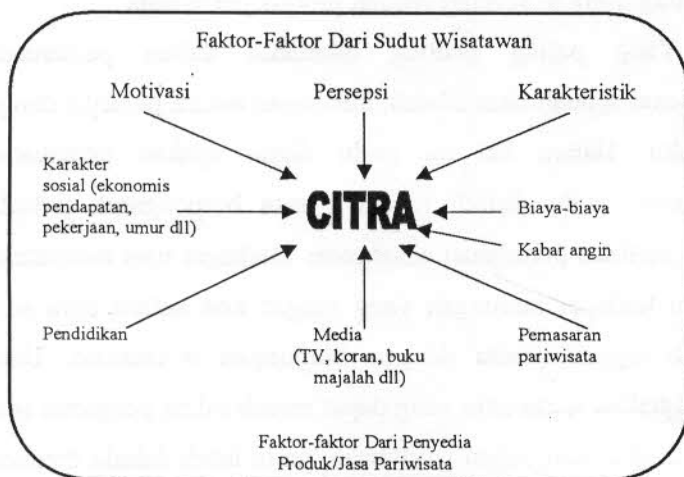 Faktor-Faktor Dari Sudut Wisatawan
Motivasi
Persepsi
Karakteristik
Karakter
sosial (ekonomis
pendapatan,
pekerjaan, umur dll)
CITRA
Biaya-biaya
Kabar angin
Pendidikan
Media
(TV, koran, buku
majalah dll)
Pemasaran
pariwisata
Faktor-faktor Dari Penyedia
Produk/Jasa Pariwisata